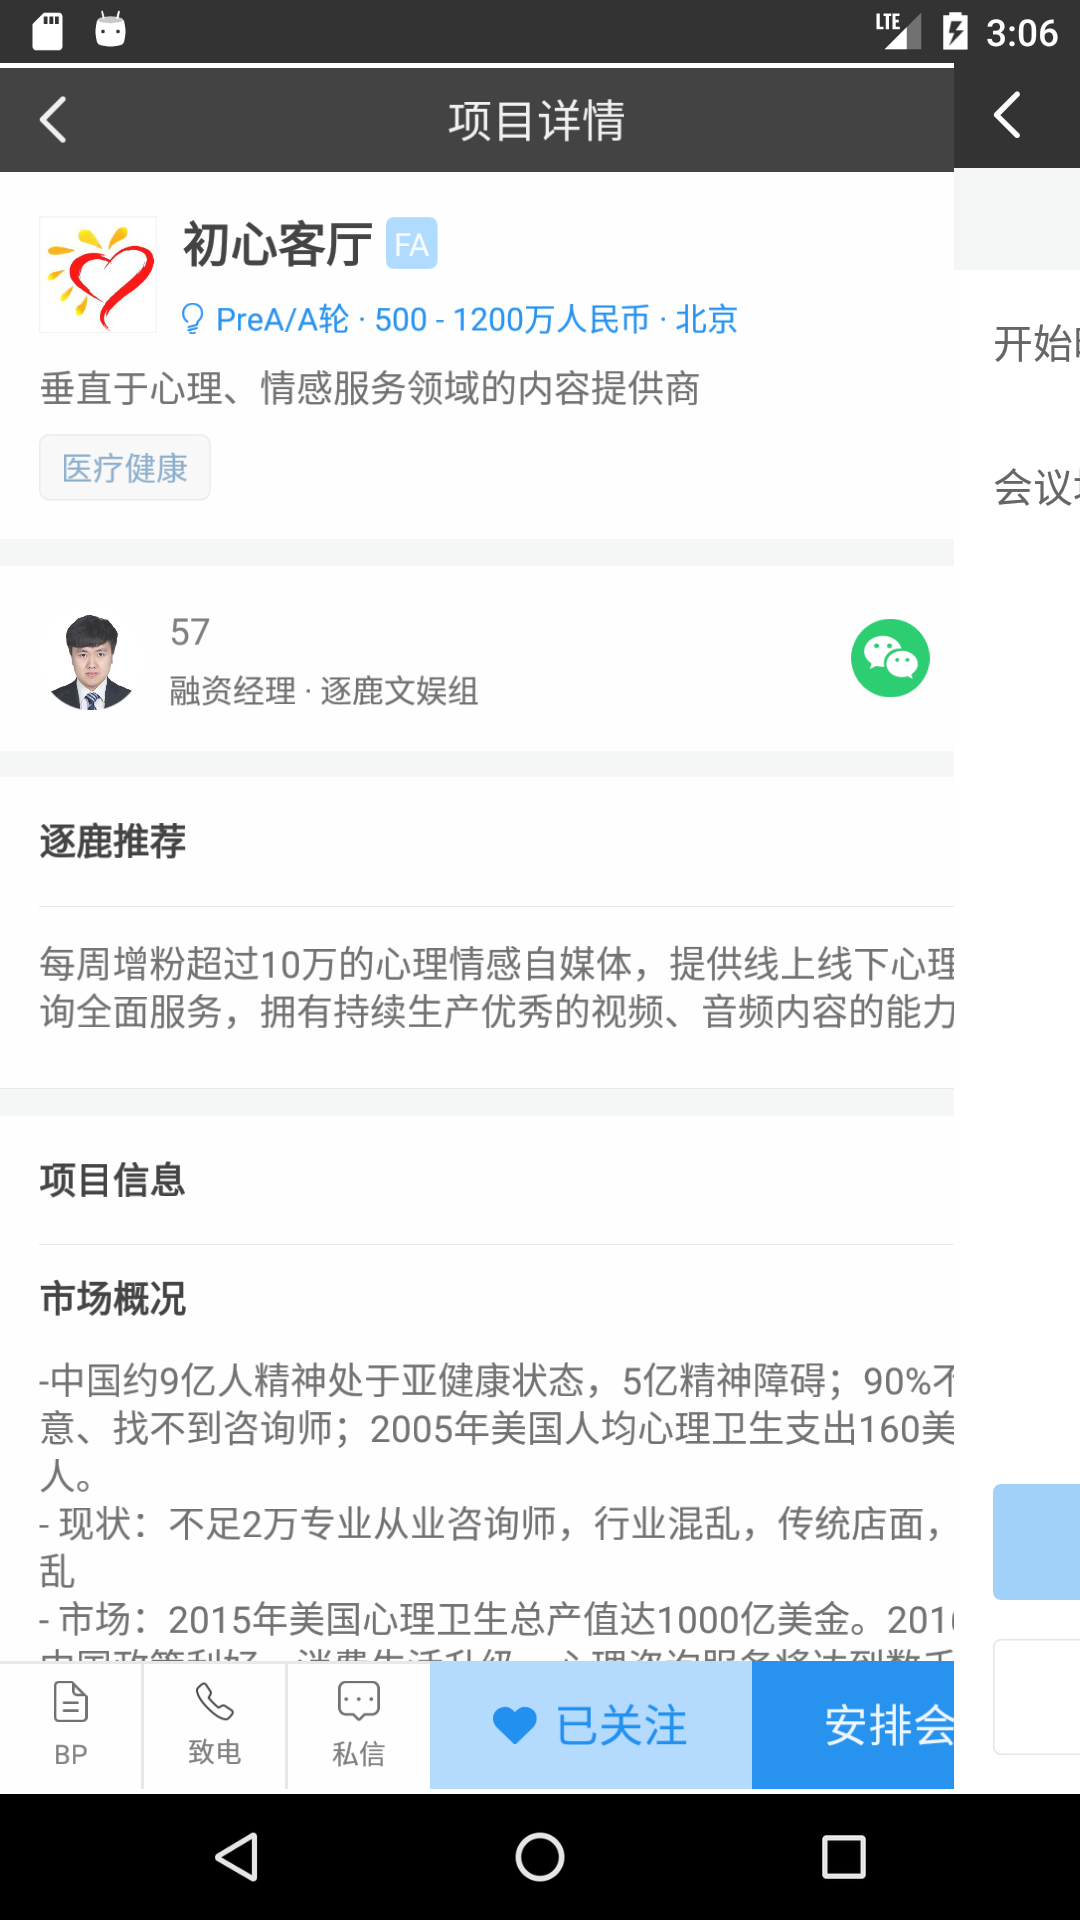 LTE 3:06
项目详情
初心客厅 FA
PreA/A轮 · 500 - 1200万人民币 · 北京
垂直于心理、情感服务领域的内容提供商
医疗健康
开始
会议
57
融资经理 · 逐鹿文娱组
逐鹿推荐
每周增粉超过10万的心理情感自媒体，提供线上线下心理
询全面服务，拥有持续生产优秀的视频、音频内容的能力
项目信息
市场概况
-中国约9亿人精神处于亚健康状态，5亿精神障碍；90%不
意、找不到咨询师；2005年美国人均心理卫生支出160美
人。
- 现状：不足2万专业从业咨询师，行业混乱，传统店面，
乱
- 市场：2015年美国心理卫生总产值达1000亿美金。201
BP 致电 私信 已关注 安排会